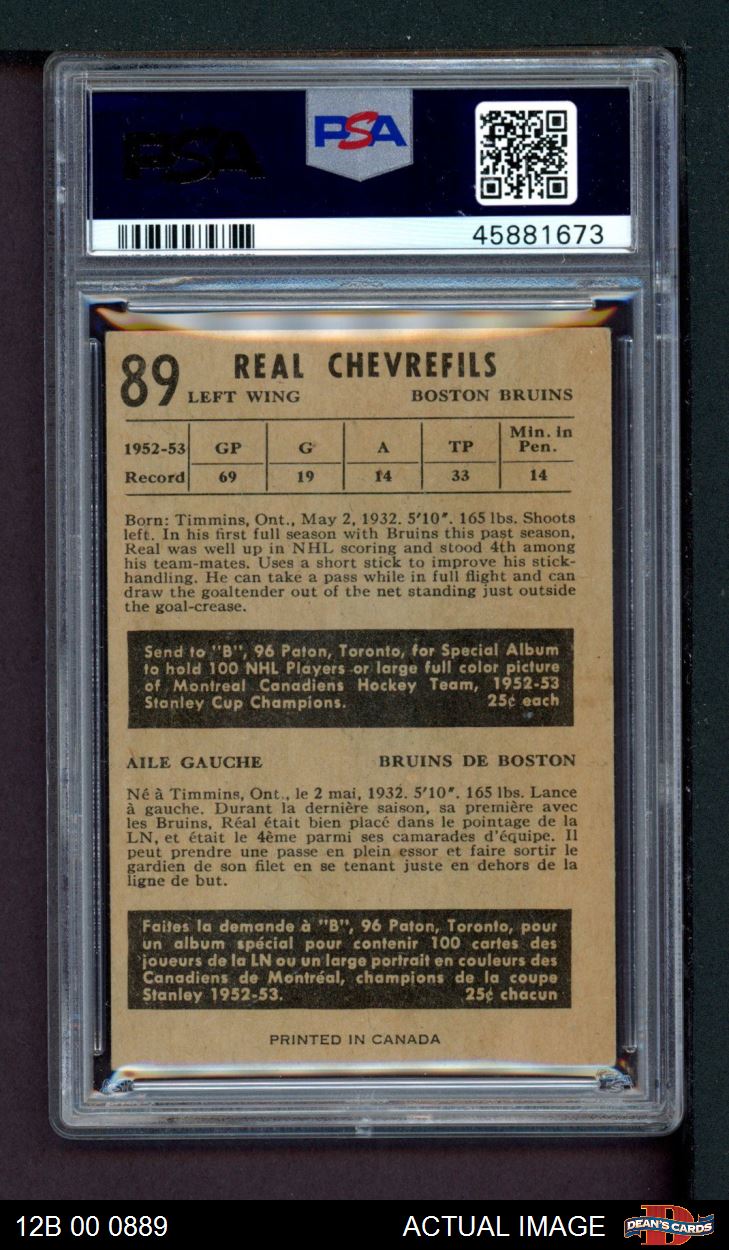 PSA
PSA
45881673
89 REAL CHEVREFILS
LEFT WING BOSTON BRUINS
1952-53 GP G A TP Min. in Pen.
Record 69 19 14 33 14
Born: Timmins, Ont., May 2, 1932. 5'10". 165 lbs. Shoots
left. In his first full season with Bruins this past season,
Real was well up in NHL scoring and stood 4th among
his team-mates. Uses a short stick to improve his stick-
handling. He can take a pass while in full flight and can
draw the goaltender out of the net standing just outside
the goal-crease.
Send to "B", 96 Paton, Toronto, for Special Album
to hold 100 NHL Players or large full color picture
of Montreal Canadiens Hockey Team, 1952-53
Stanley Cup Champions. 25¢ each
AILE GAUCHE BRUINS DE BOSTON
Né à Timmins, Ont., le 2 mai, 1932. 5'10". 165 lbs. Lance
à gauche. Durant la dernière saison, sa première avec
les Bruins, Réal était bien placé dans le pointage de la
LN, et était le 4ème parmi ses camarades d'équipe. Il
peut prendre une passe en plein essor et faire sortir le
gardien de son filet en se tenant juste en dehors de la
ligne de but.
Faites la demande à "B", 96 Paton, Toronto, pour
un album spécial pour contenir 100 cartes des
joueurs de la LN ou un large portrait en couleurs des
Canadiens de Montréal, champions de la coupe
Stanley 1952-53. 25¢ chacun
PRINTED IN CANADA
12B 00 0889 ACTUAL IMAGE DEAN'S CARDS